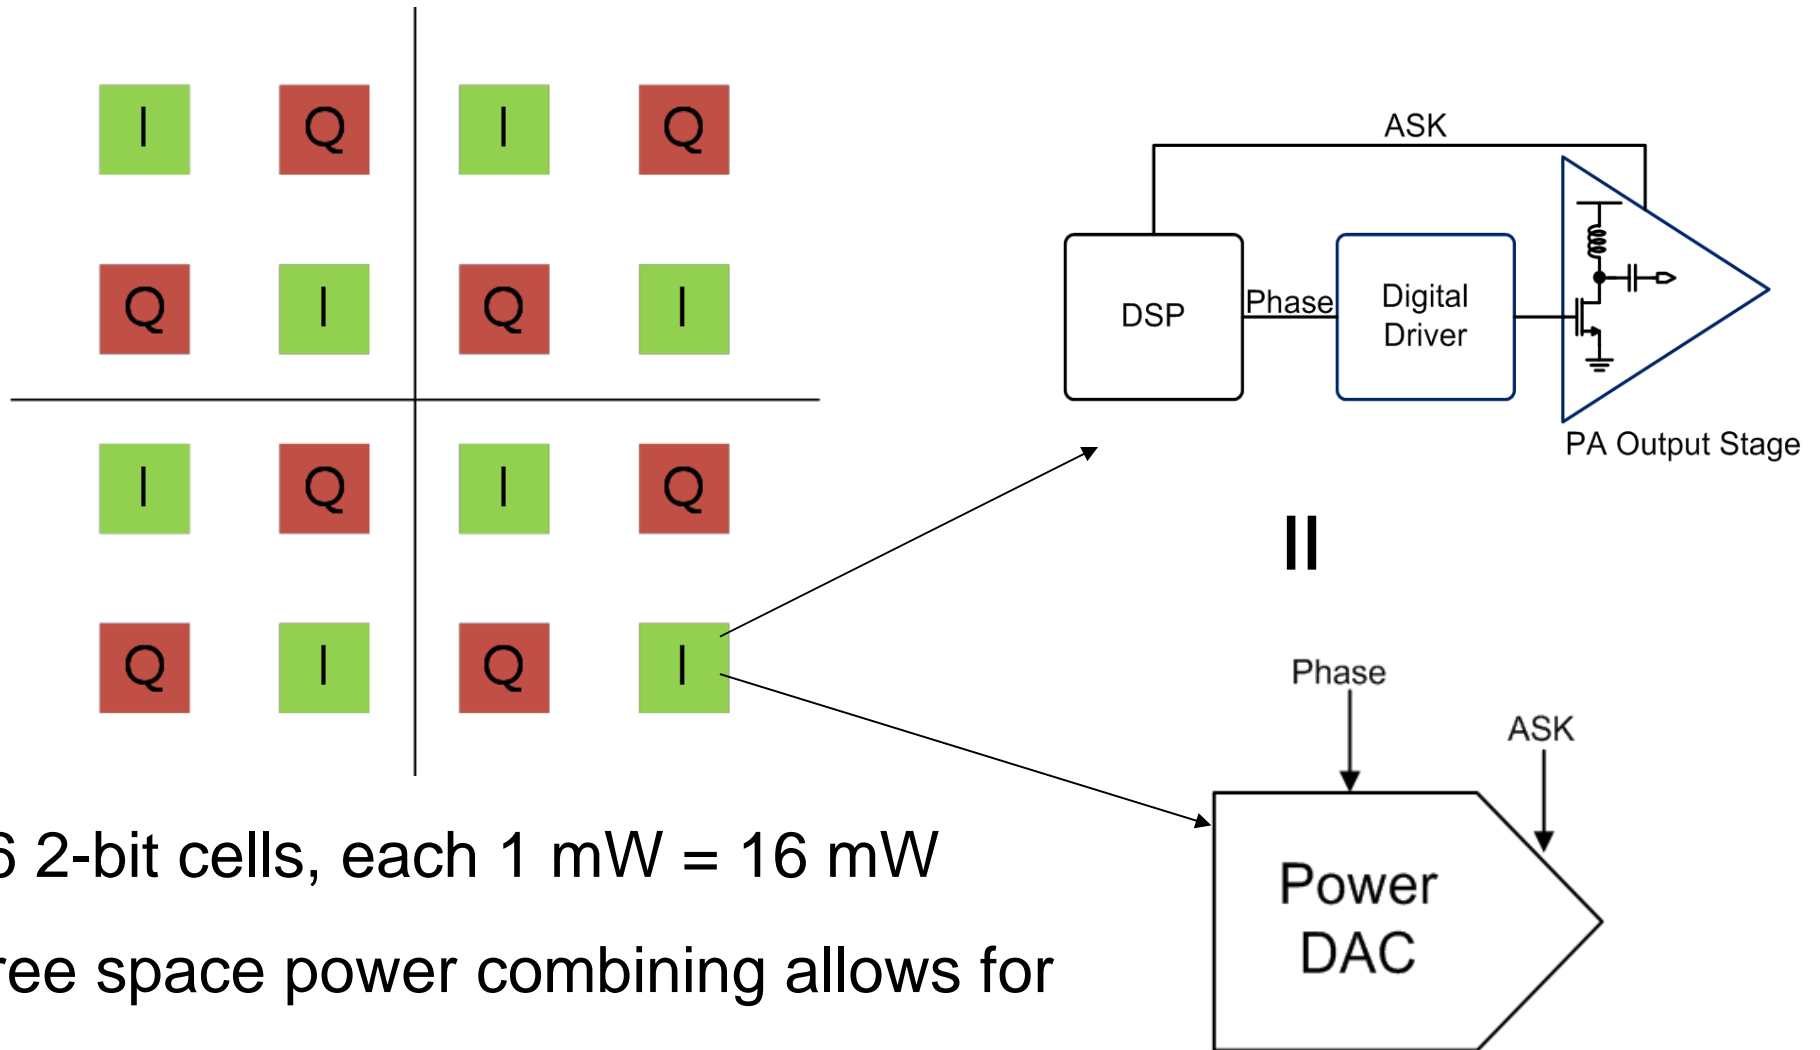 I Q I Q
Q I Q I
I Q I Q
Q I Q I
ASK
DSP
Phase
Digital
Driver
PA Output Stage
=
Phase
ASK
Power
DAC
6 2-bit cells, each 1 mW = 16 mW
ree space power combining allows for